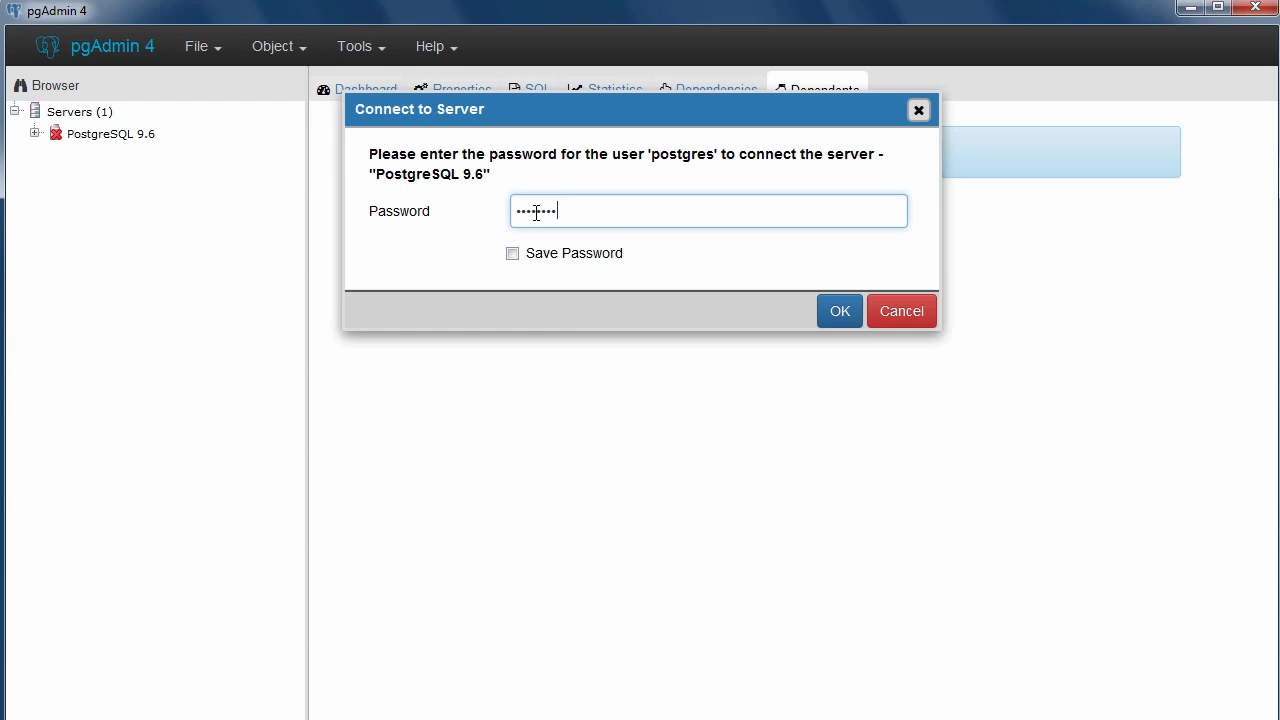 pgAdmin 4
pgAdmin 4 File Object Tools Help
Browser
Dashboard Properties SQL Statistics Dependencies Dependents
Servers (1)
PostgreSQL 9.6
Connect to Server
Please enter the password for the user 'postgres' to connect the server -
"PostgreSQL 9.6"
Password ••••••••
Save Password
OK Cancel